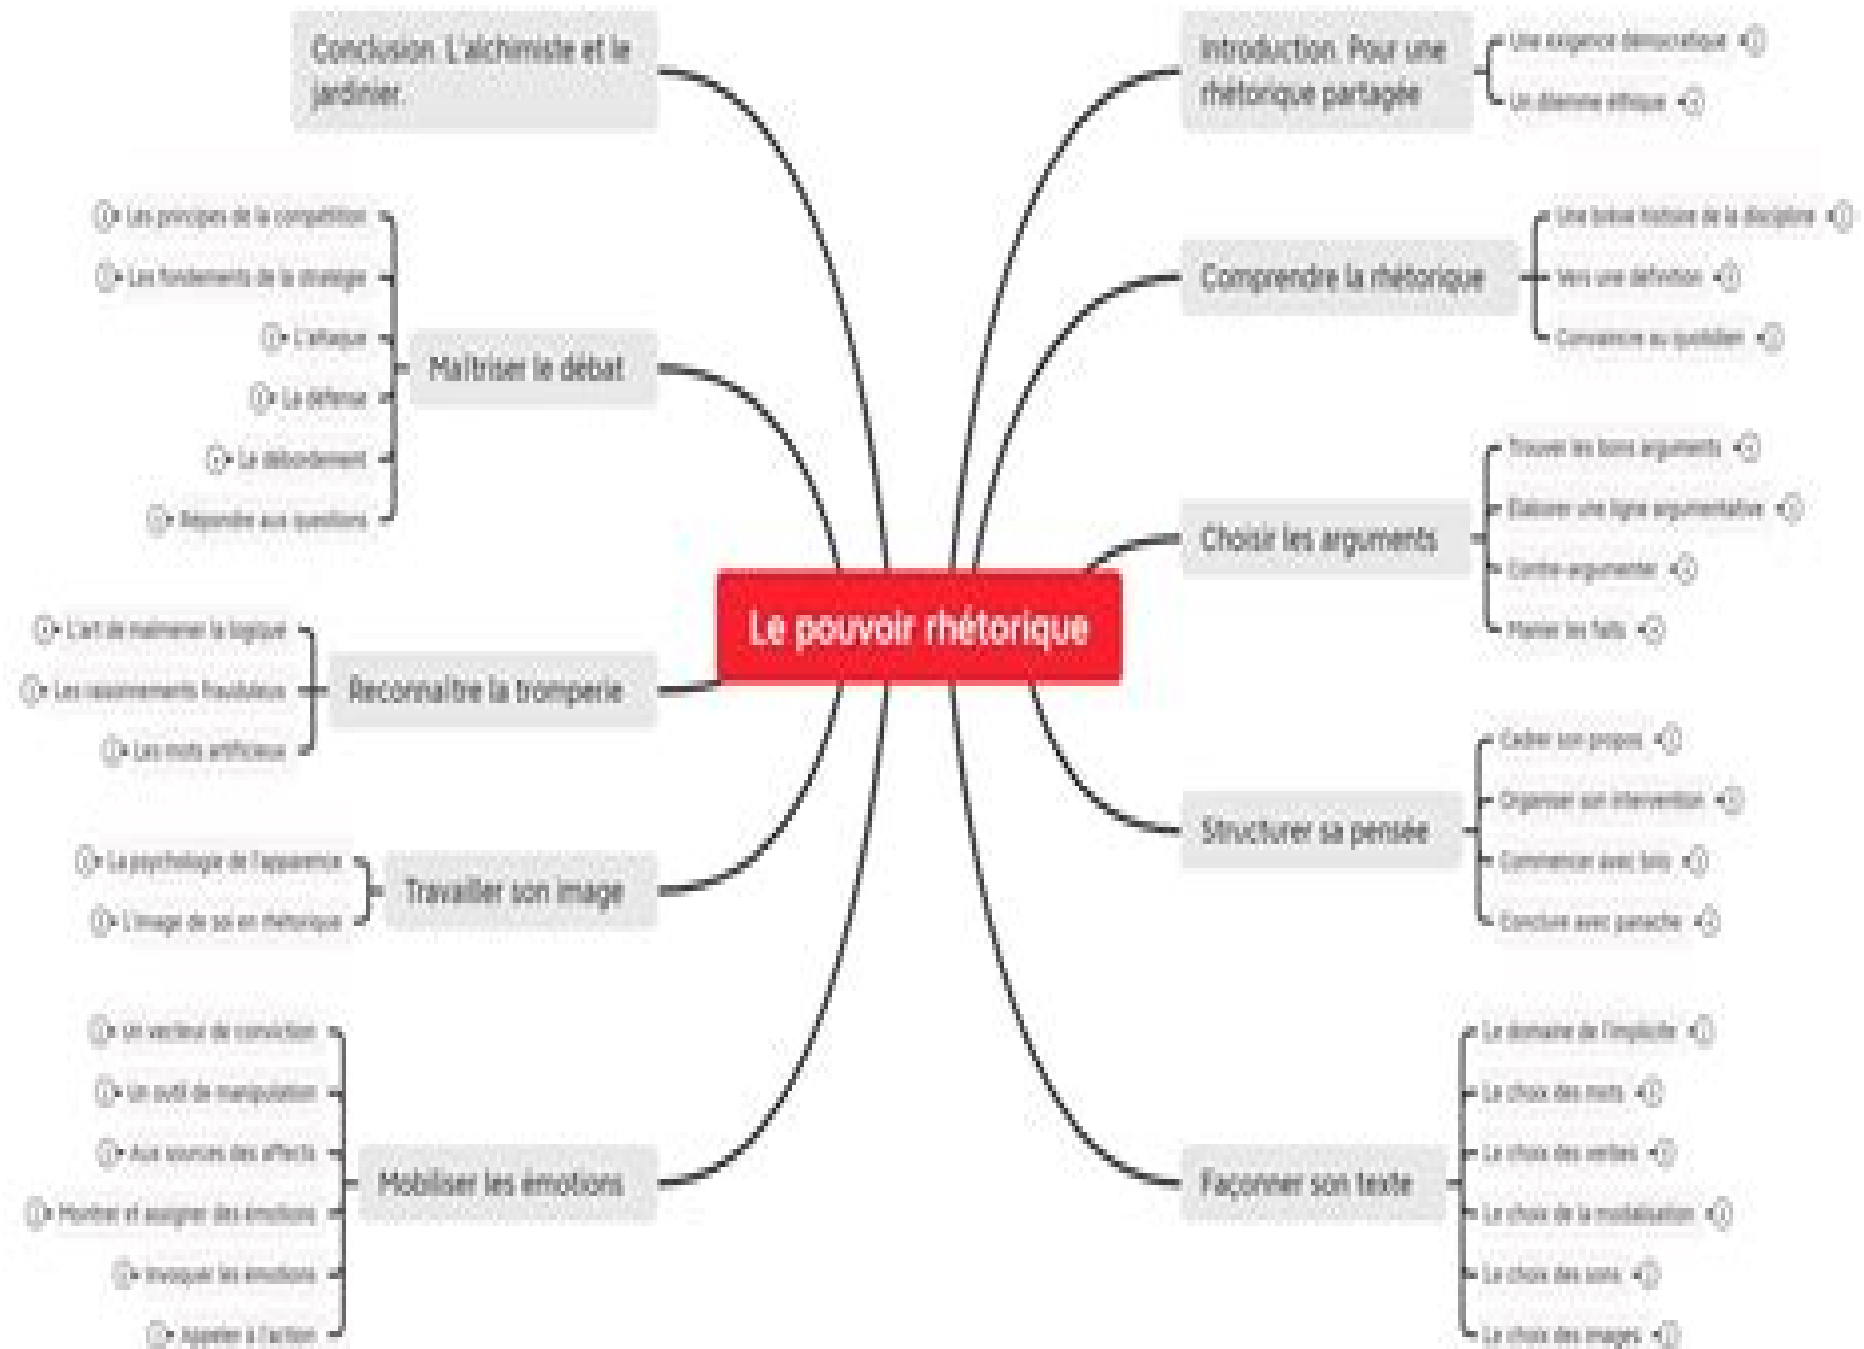 Le pouvoir rhétorique
Introduction. Pour une
rhétorique partagée
Une exigence démocratique
Un dilemme éthique
Comprendre la rhétorique
Une brève histoire de la discipline
Vers une définition
Convaincre au quotidien
Choisir les arguments
Trouver les bons arguments
Élaborer une ligne argumentative
Contre-argumenter
Manier les faits
Structurer sa pensée
Cadrer son propos
Organiser son intervention
Commencer avec brio
Conclure avec panache
Façonner son texte
Le domaine de l'implicite
Le choix des mots
Le choix des verbes
Le choix de la modalisation
Le choix des sons
Le choix des images
Conclusion. L'alchimiste et le
jardinier.
Maîtriser le débat
Les principes de la compétition
Les fondements de la stratégie
L'attaque
La défense
Le débordement
Répondre aux questions
Reconnaître la tromperie
L'art de malmener la logique
Les raisonnements frauduleux
Les mots artificieux
Travailler son image
La psychologie de l'apparence
L'image de soi en rhétorique
Mobiliser les émotions
Un vecteur de conviction
Un outil de manipulation
Aux sources des affects
Montrer et assigner des émotions
Invoquer les émotions
Appeler à l'action